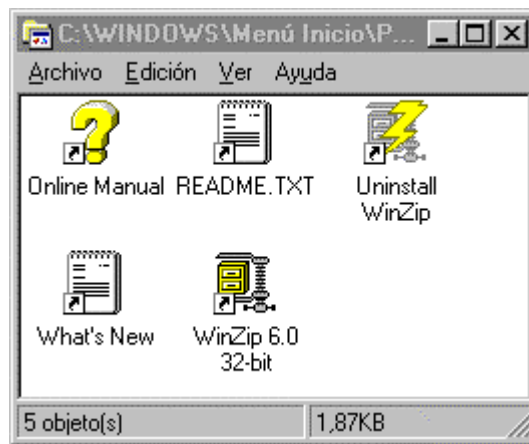 C:\WINDOWS\Menú Inicio\P...
Archivo Edición Ver Ayuda
Online Manual README.TXT Uninstall
WinZip
What's New WinZip 6.0
32-bit
5 objeto(s) 1,87KB